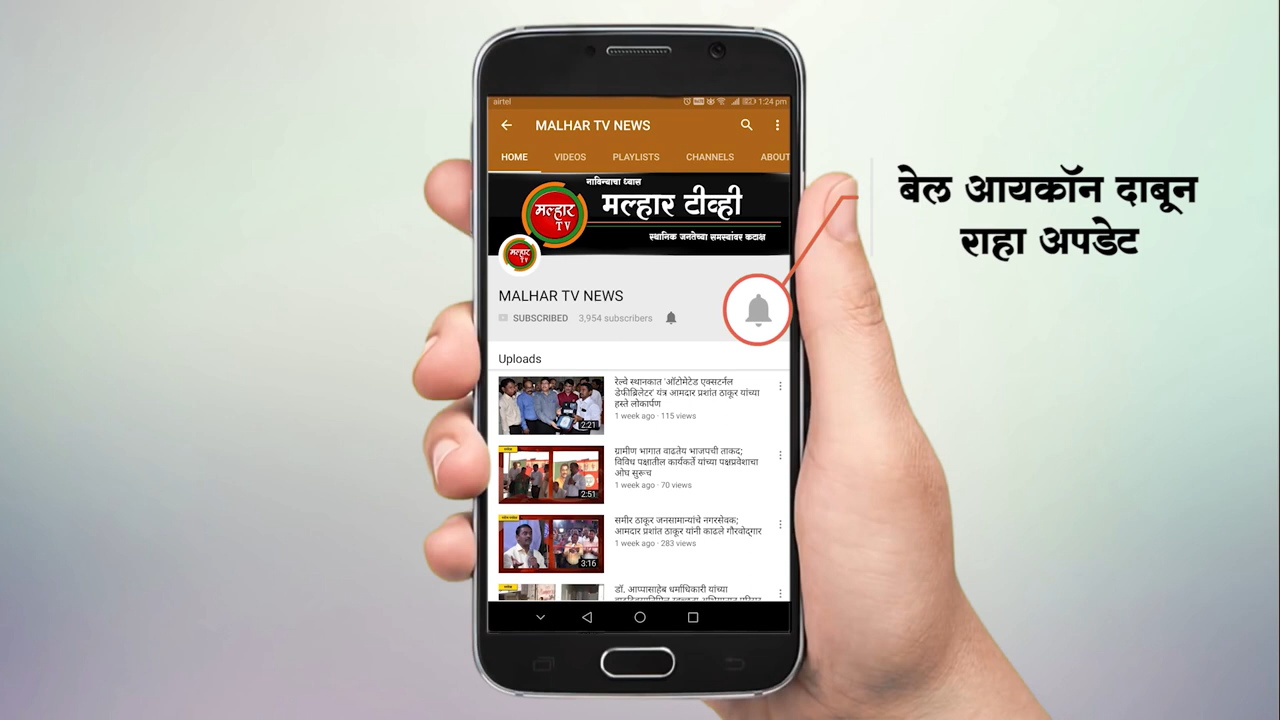 airtel
1:24 pm
MALHAR TV NEWS
HOME VIDEOS PLAYLISTS CHANNELS ABOUT
नाविन्याचा ध्यास
मल्हार टीव्ही
स्थानिक जनतेच्या समस्यांवर कटाक्ष
मल्हार
TV
मल्हार
TV
MALHAR TV NEWS
SUBSCRIBED 3,954 subscribers
Uploads
रेल्वे स्थानकात 'ऑटोमेटेड एक्सटर्नल
डेफीब्रिलेटर' यंत्र आमदार प्रशांत ठाकूर यांच्या
हस्ते लोकार्पण
1 week ago · 115 views
2:21
ग्रामीण भागात वाढतेय भाजपची ताकद;
विविध पक्षातील कार्यकर्ते यांच्या पक्षप्रवेशाचा
ओघ सुरूच
1 week ago · 70 views
2:51
समीर ठाकूर जनसामान्यांचे नगरसेवक;
आमदार प्रशांत ठाकूर यांनी काढले गौरवोद्गार
1 week ago · 283 views
3:16
डॉ. आप्पासाहेब धर्माधिकारी यांच्या
बेल आयकॉन दाबून
राहा अपडेट